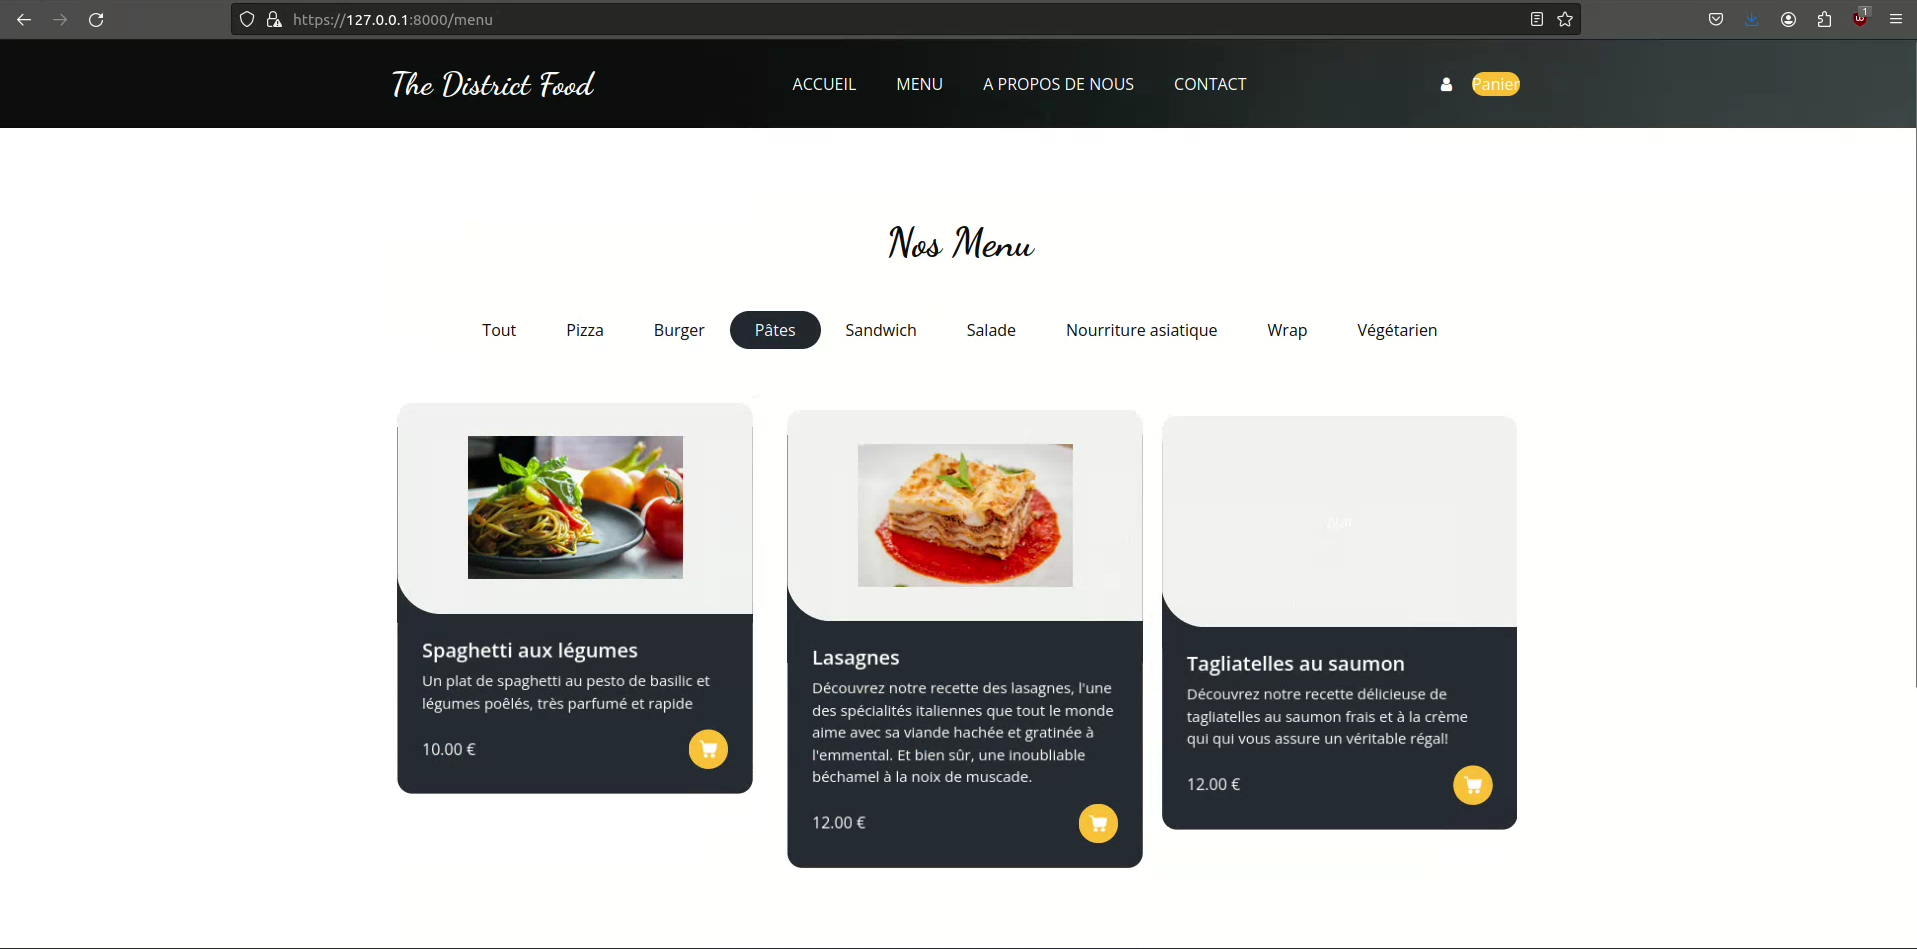 https://127.0.0.1:8000/menu
1
The District Food
ACCUEIL
MENU
A PROPOS DE NOUS
CONTACT
Panier
Nos Menu
Tout
Pizza
Burger
Pâtes
Sandwich
Salade
Nourriture asiatique
Wrap
Végétarien
Spaghetti aux légumes
Un plat de spaghetti au pesto de basilic et
légumes poêlés, très parfumé et rapide
10.00 €
Lasagnes
Découvrez notre recette des lasagnes, l'une
des spécialités italiennes que tout le monde
aime avec sa viande hachée et gratinée à
l'emmental. Et bien sûr, une inoubliable
béchamel à la noix de muscade.
12.00 €
Tagliatelles au saumon
Découvrez notre recette délicieuse de
tagliatelles au saumon frais et à la crème
qui qui vous assure un véritable régal!
12.00 €